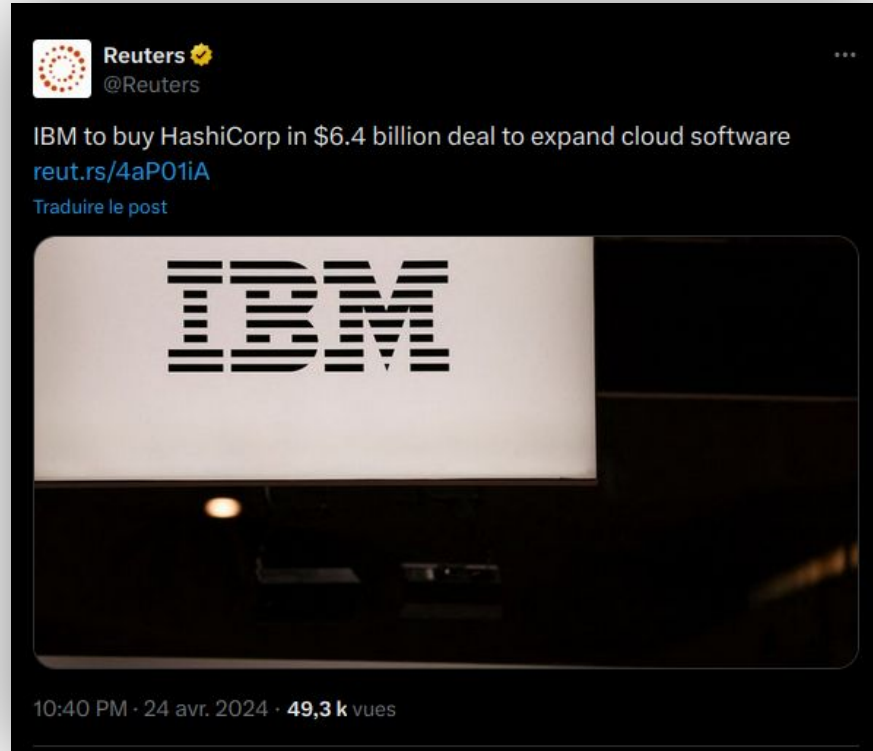 Reuters
@Reuters
IBM to buy HashiCorp in $6.4 billion deal to expand cloud software
reut.rs/4aP01iA
Traduire le post
IBM
10:40 PM · 24 avr. 2024 · 49,3 k vues